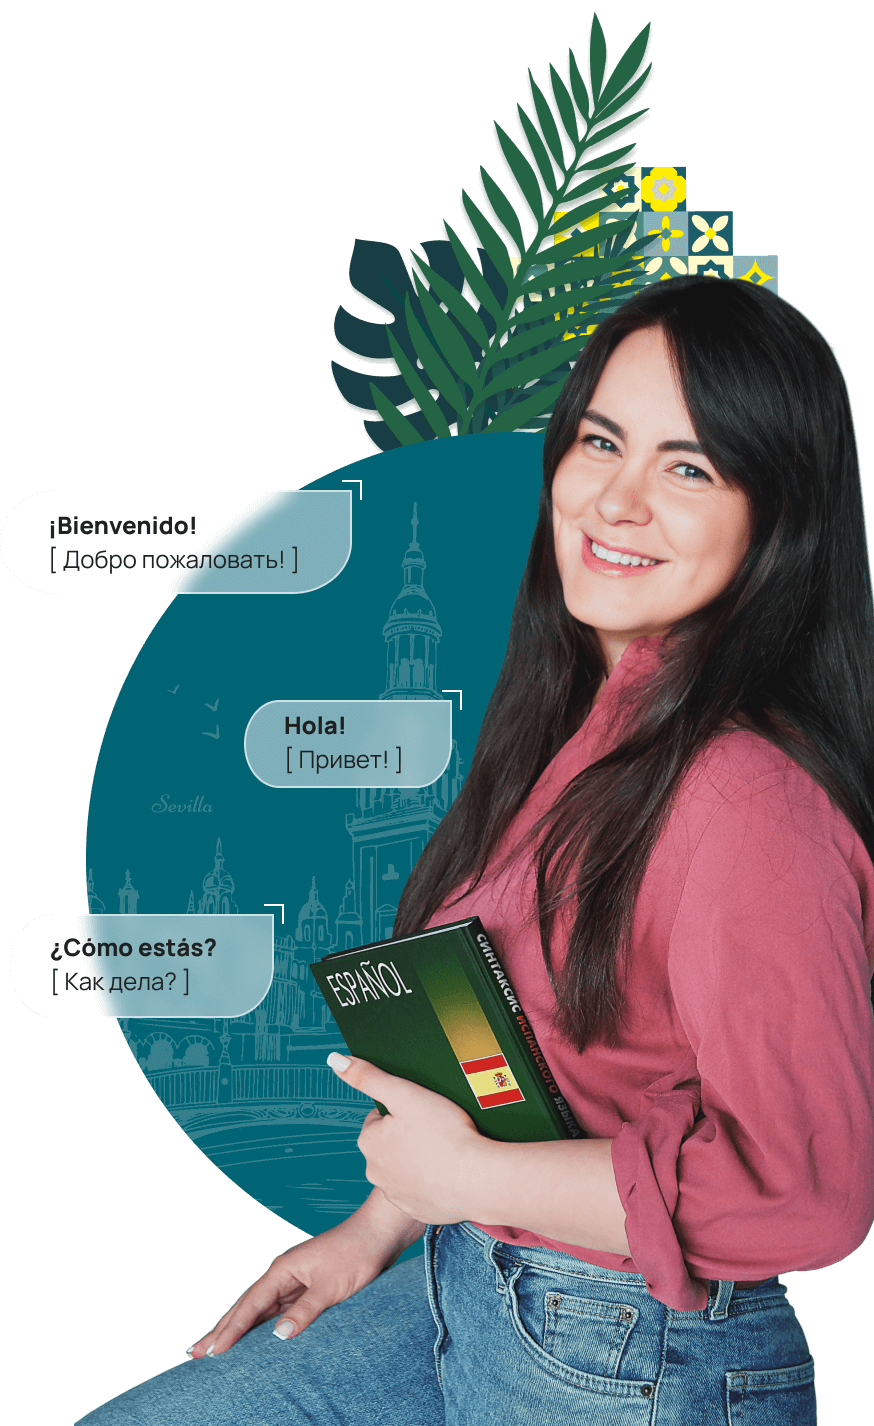 ¡Bienvenido!
[ Добро пожаловать! ]
Hola!
[ Привет! ]
Sevilla
¿Cómo estás?
[ Как дела? ]
ESPAÑOL
СИНТАКСИС ИСПАНСКОГО ЯЗЫКА